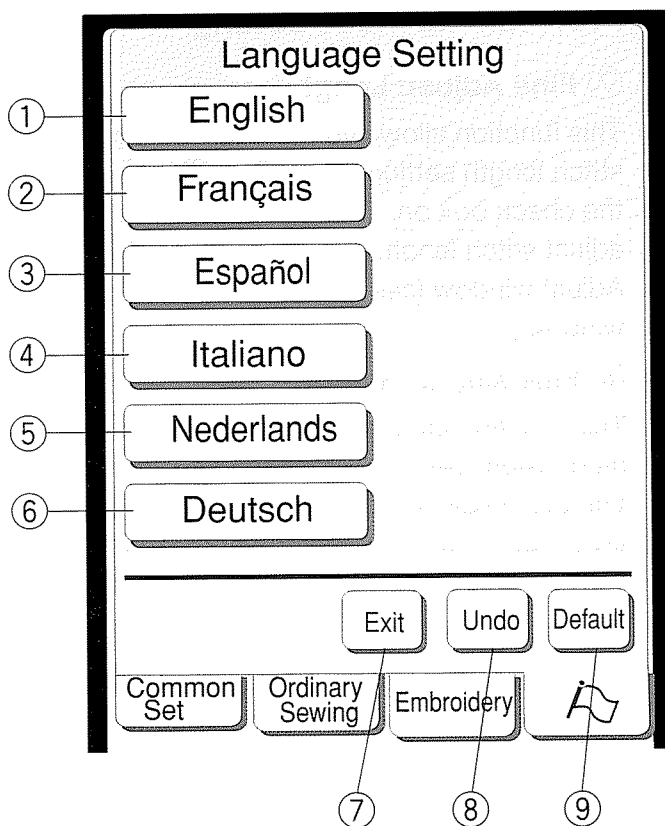 Language Setting
① English
② Français
③ Español
④ Italiano
⑤ Nederlands
⑥ Deutsch
Exit Undo Default
Common Set
Ordinary Sewing
Embroidery
⑦ ⑧ ⑨